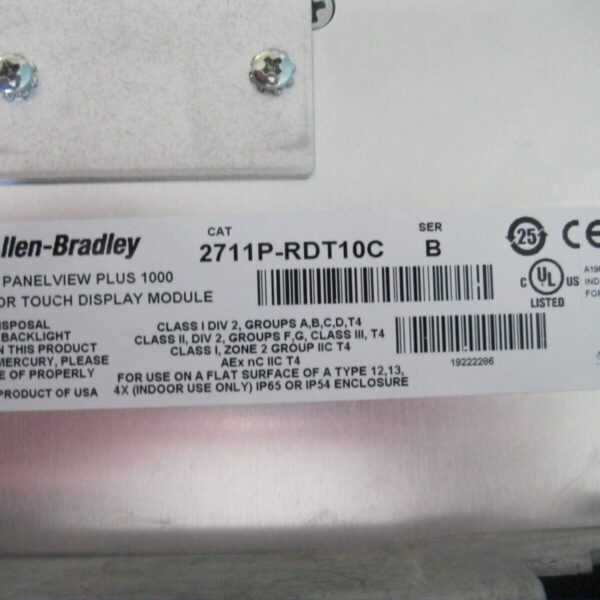 llen-Bradley
CAT
2711P-RDT10C
SER
B
PANELVIEW PLUS 1000
OR TOUCH DISPLAY MODULE
25
CE
C UL US
LISTED
A196
IND
FOR
ISPOSAL
BACKLIGHT
N THIS PRODUCT
MERCURY, PLEASE
E OF PROPERLY
PRODUCT OF USA
CLASS I DIV 2, GROUPS A,B,C,D,T4
CLASS II, DIV 2, GROUPS F,G, CLASS III, T4
CLASS I, ZONE 2 GROUP IIC T4
AEx nC IIC T4
FOR USE ON A FLAT SURFACE OF A TYPE 12,13,
4X (INDOOR USE ONLY) IP65 OR IP54 ENCLOSURE
19222286